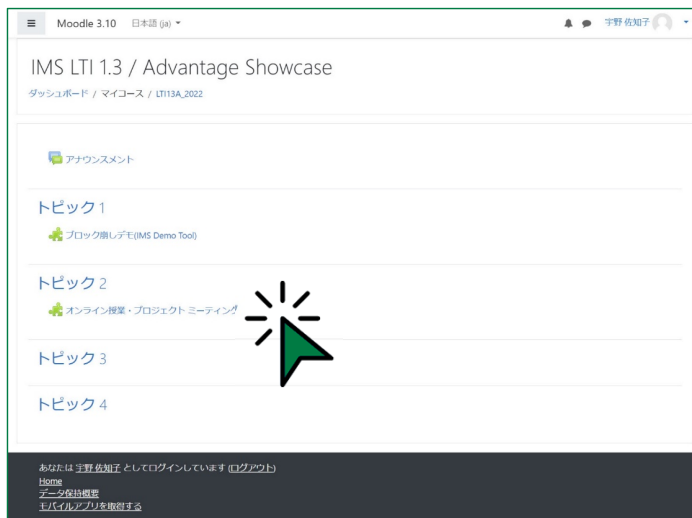 Moodle 3.10 日本語 (ja)
宇野 佐知子
IMS LTI 1.3 / Advantage Showcase
ダッシュボード / マイコース / LTI13A_2022
アナウンスメント
トピック 1
ブロック崩しデモ(IMS Demo Tool)
トピック 2
オンライン授業・プロジェクト ミーティング
トピック 3
トピック 4
あなたは 宇野 佐知子 としてログインしています (ログアウト)
Home
データ保持概要
モバイルアプリを取得する